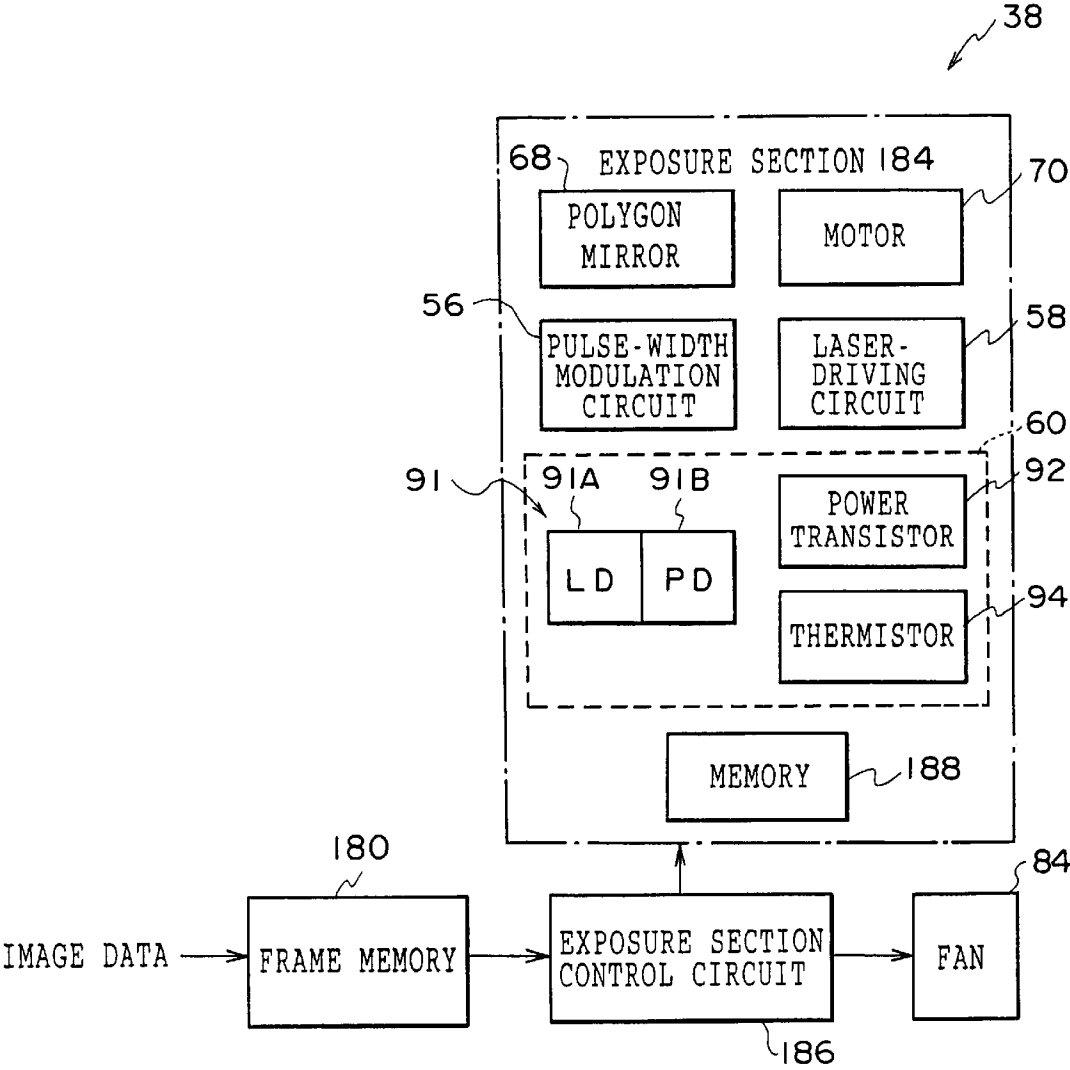 38
EXPOSURE SECTION 184
68
70
POLYGON
MIRROR
MOTOR
56
58
PULSE-WIDTH
MODULATION
CIRCUIT
LASER-
DRIVING
CIRCUIT
60
91
91A
91B
92
LD
PD
POWER
TRANSISTOR
94
THERMISTOR
MEMORY
188
180
84
IMAGE DATA
FRAME MEMORY
EXPOSURE SECTION
CONTROL CIRCUIT
FAN
186